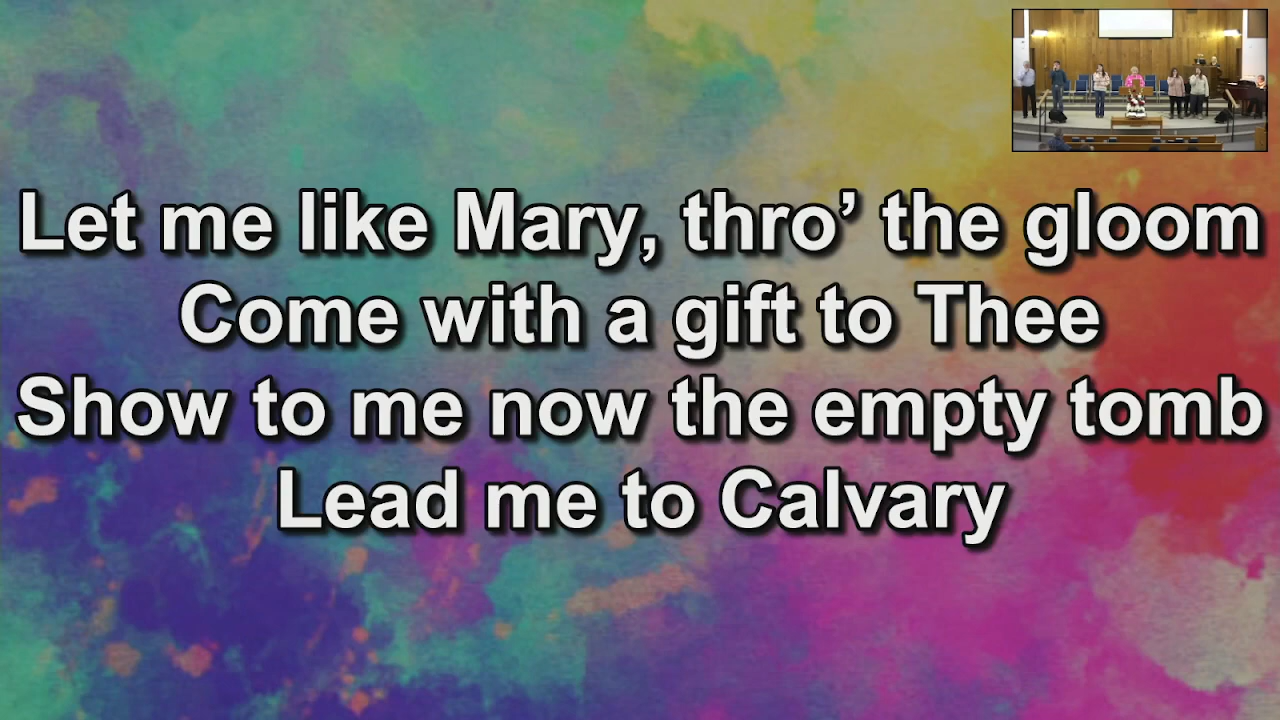 Let me like Mary, thro’ the gloom
Come with a gift to Thee
Show to me now the empty tomb
Lead me to Calvary